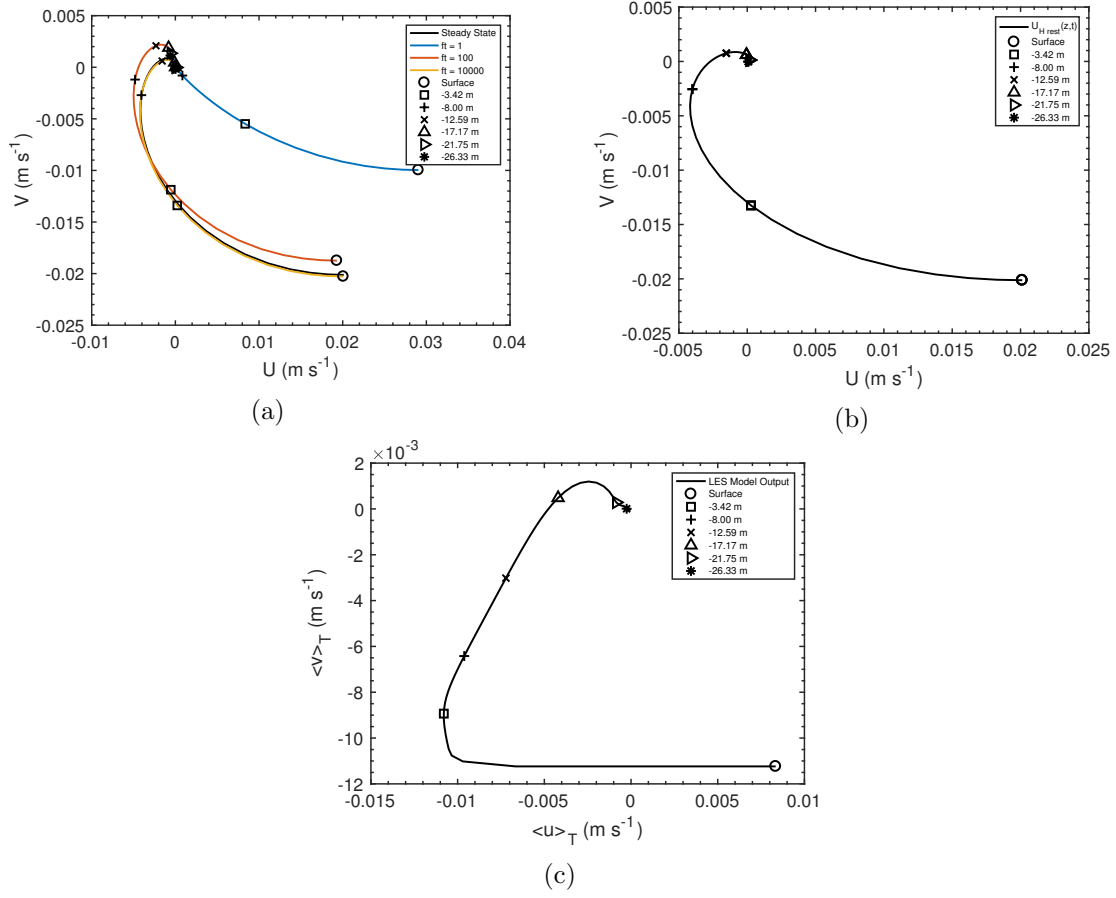 0.005
0
-0.005
-0.01
-0.015
-0.02
-0.025
V (m s-1)
-0.01
0
0.01
0.02
0.03
0.04
U (m s-1)
Steady State
ft = 1
ft = 100
ft = 10000
Surface
-3.42 m
-8.00 m
-12.59 m
-17.17 m
-21.75 m
-26.33 m
(a)
0.005
0
-0.005
-0.01
-0.015
-0.02
-0.025
V (m s-1)
-0.005
0
0.005
0.01
0.015
0.02
0.025
U (m s-1)
UH rest(z,t)
Surface
-3.42 m
-8.00 m
-12.59 m
-17.17 m
-21.75 m
-26.33 m
(b)
×10-3
2
0
-2
-4
-6
-8
-10
-12
<v>T (m s-1)
-0.015
-0.01
-0.005
0
0.005
0.01
<u>T (m s-1)
LES Model Output
Surface
-3.42 m
-8.00 m
-12.59 m
-17.17 m
-21.75 m
-26.33 m
(c)